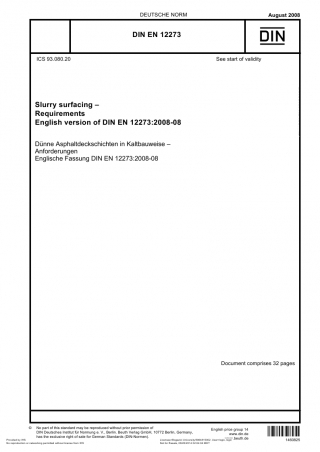 DEUTSCHE NORM
August 2008
DIN EN 12273
DIN
ICS 93.080.20
See start of validity
Slurry surfacing –
Requirements
English version of DIN EN 12273:2008-08
Dünne Asphaltdeckschichten in Kaltbauweise –
Anforderungen
Englische Fassung DIN EN 12273:2008-08
Document comprises 32 pages
© No part of this standard may be reproduced without prior permission of
DIN Deutsches Institut für Normung e. V., Berlin. Beuth Verlag GmbH, 10772 Berlin, Germany,
has the exclusive right of sale for German Standards (DIN-Normen).
English price group 14
www.din.de
www.beuth.de